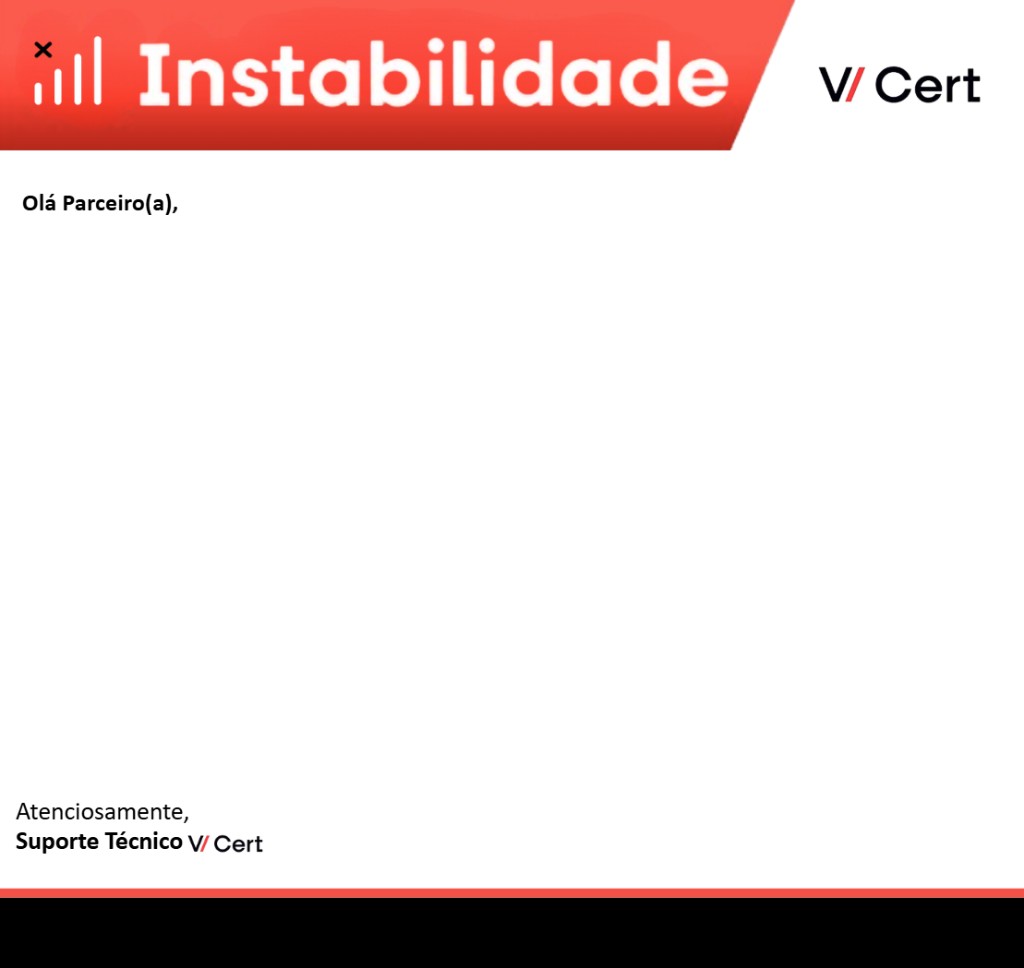 Instabilidade
V/ Cert
Olá Parceiro(a),
Atenciosamente,
Suporte Técnico V/ Cert